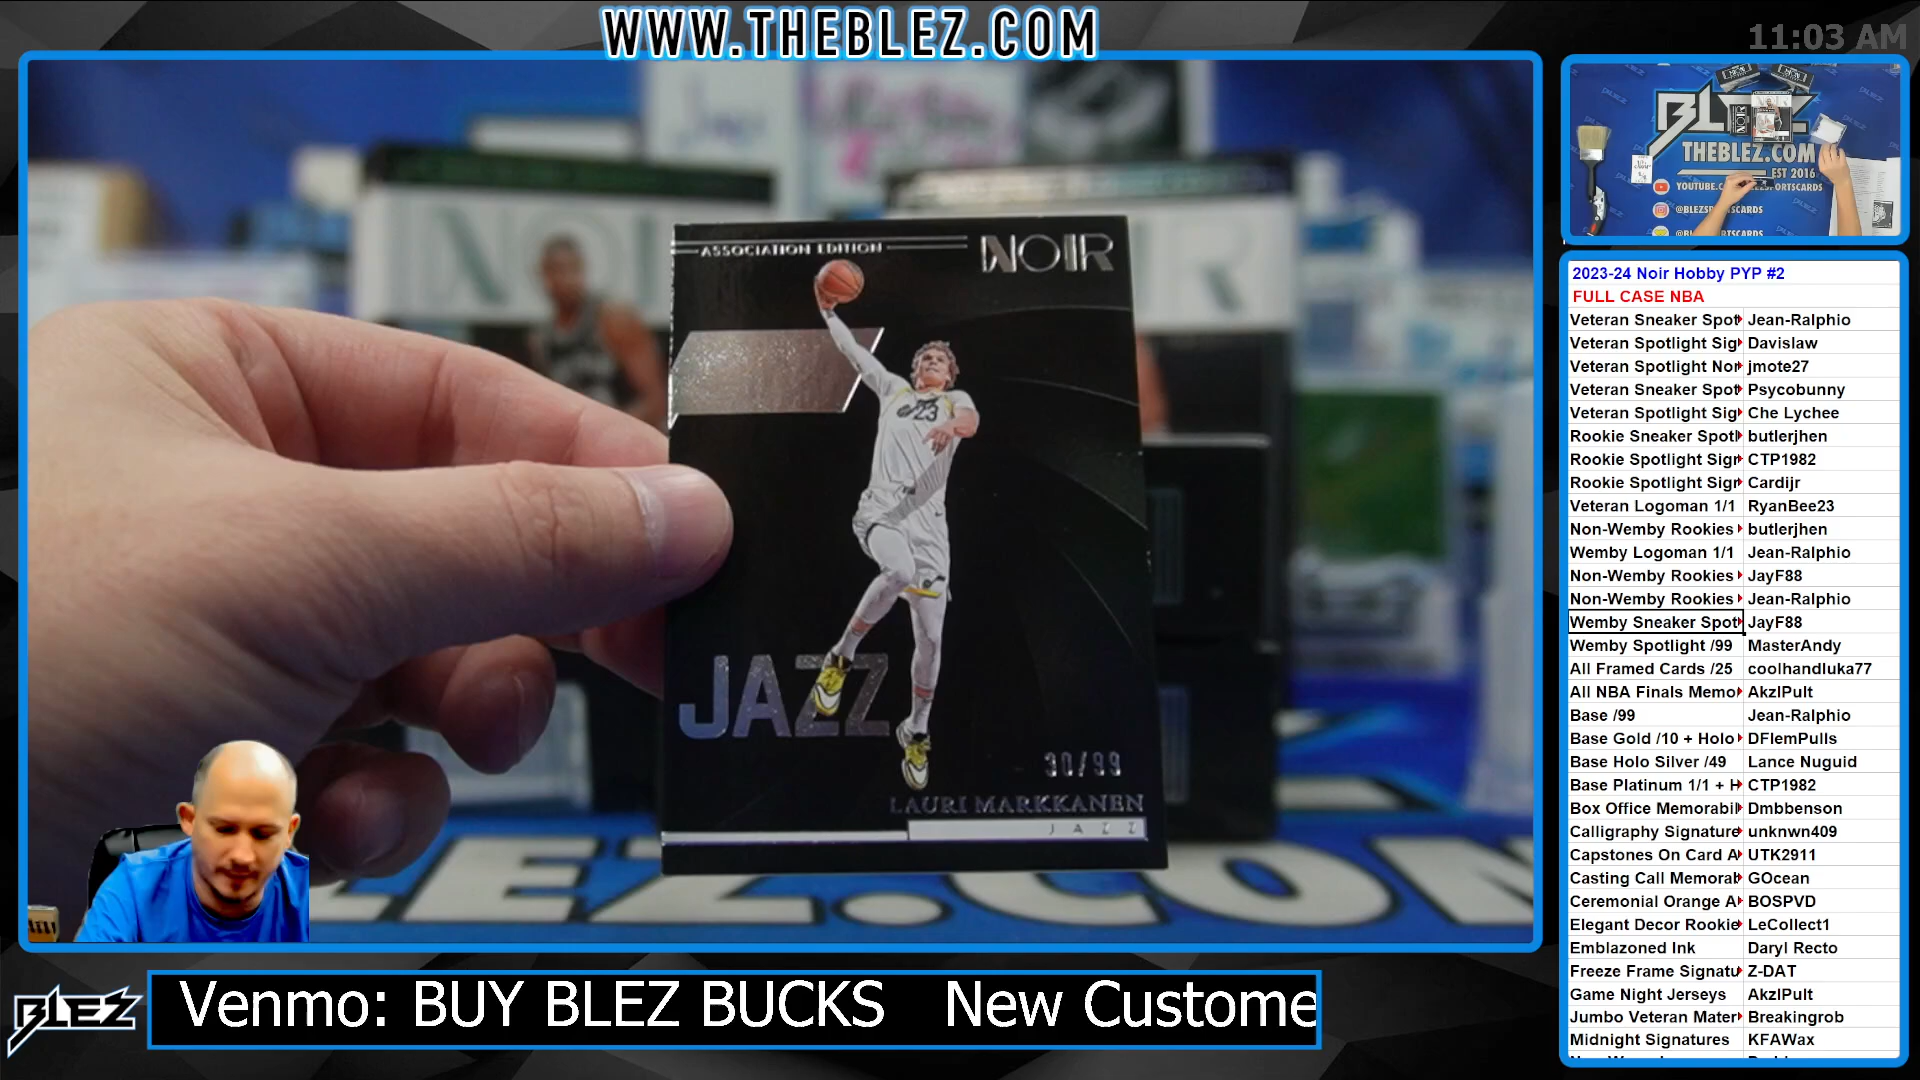 WWW.THEBLEZ.COM
11:03 AM
ASSOCIATION EDITION
NOIR
JAZZ
23
30/99
LAURI MARKKANEN
JAZZ
BLEZ
Venmo: BUY BLEZ BUCKS New Custome
BLEZ
THEBLEZ.COM
EST 2016
@BLEZSPORTSCARDS
2023-24 Noir Hobby PYP #2
FULL CASE NBA
Veteran Sneaker Spot Jean-Ralphio
Veteran Spotlight Sig Davislaw
Veteran Spotlight Nor jmote27
Veteran Sneaker Spot Psycobunny
Veteran Spotlight Sig Che Lychee
Rookie Sneaker Spotl butlerjhen
Rookie Spotlight Sigr CTP1982
Rookie Spotlight Sigr Cardijr
Veteran Logoman 1/1 RyanBee23
Non-Wemby Rookies butlerjhen
Wemby Logoman 1/1 Jean-Ralphio
Non-Wemby Rookies JayF88
Non-Wemby Rookies Jean-Ralphio
Wemby Sneaker Spot JayF88
Wemby Spotlight /99 MasterAndy
All Framed Cards /25 coolhandluka77
All NBA Finals Memo AkzlPult
Base /99 Jean-Ralphio
Base Gold /10 + Holo DFlemPulls
Base Holo Silver /49 Lance Nuguid
Base Platinum 1/1 + H CTP1982
Box Office Memorabil Dmbbenson
Calligraphy Signature unknwn409
Capstones On Card A UTK2911
Casting Call Memorab GOcean
Ceremonial Orange A BOSPVD
Elegant Decor Rookie LeCollect1
Emblazoned Ink Daryl Recto
Freeze Frame Signatu Z-DAT
Game Night Jerseys AkzlPult
Jumbo Veteran Mater Breakingrob
Midnight Signatures KFAWax